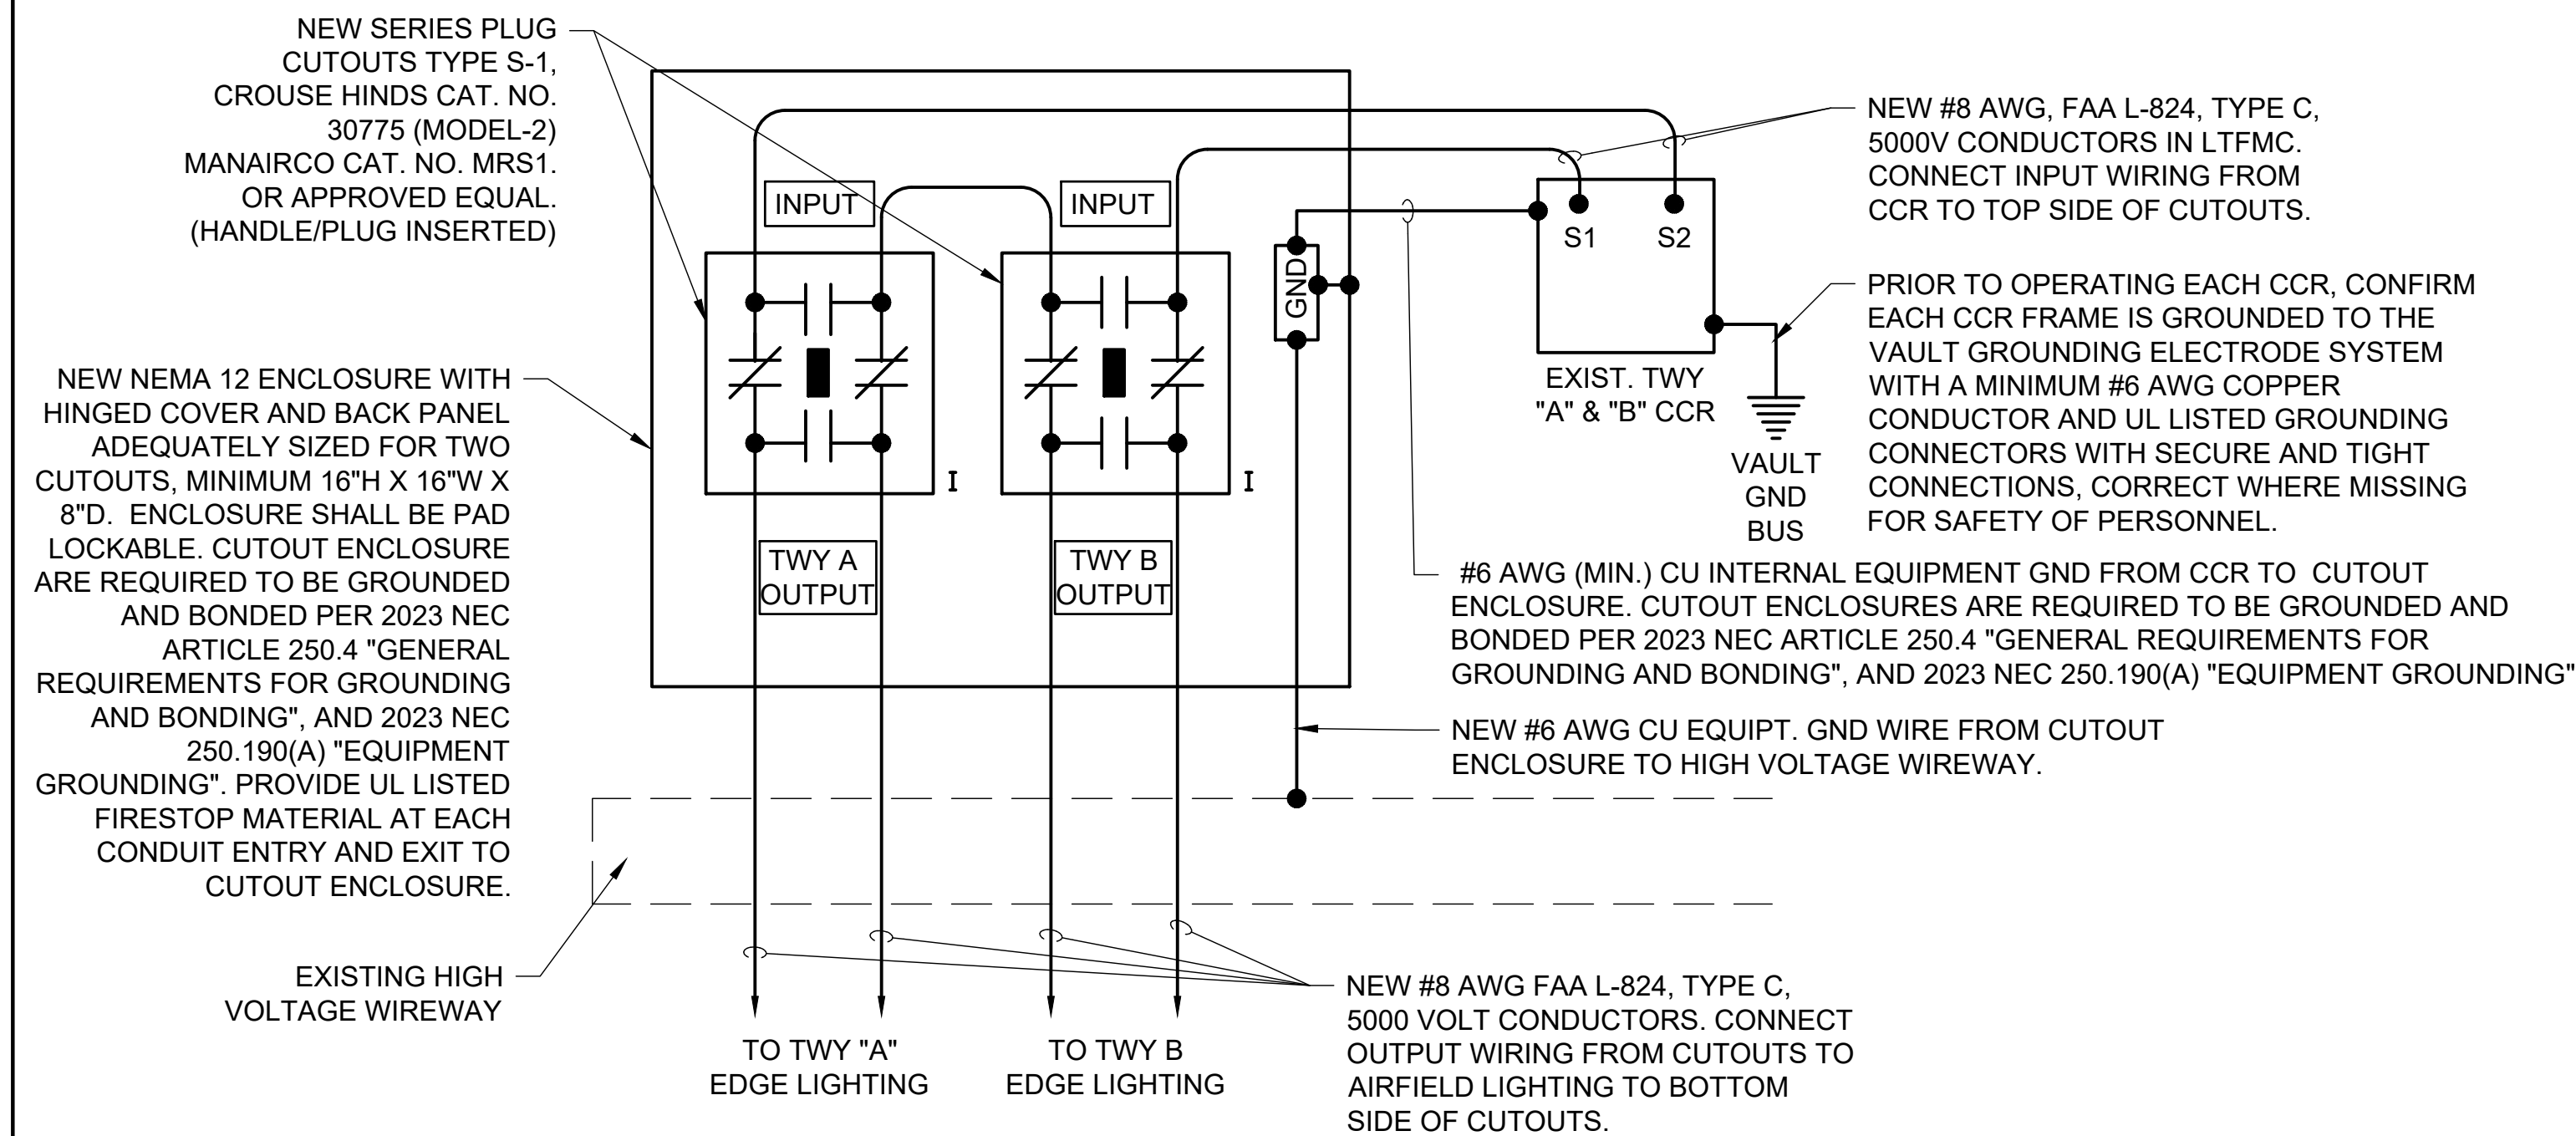 NEW SERIES PLUG
CUTOUTS TYPE S-1,
CROUSE HINDS CAT. NO.
30775 (MODEL-2)
MANAIRCO CAT. NO. MRS1.
OR APPROVED EQUAL.
(HANDLE/PLUG INSERTED)
NEW NEMA 12 ENCLOSURE WITH
HINGED COVER AND BACK PANEL
ADEQUATELY SIZED FOR TWO
CUTOUTS, MINIMUM 16"H X 16"W X
8"D. ENCLOSURE SHALL BE PAD
LOCKABLE. CUTOUT ENCLOSURE
ARE REQUIRED TO BE GROUNDED
AND BONDED PER 2023 NEC
ARTICLE 250.4 "GENERAL
REQUIREMENTS FOR GROUNDING
AND BONDING", AND 2023 NEC
250.190(A) "EQUIPMENT
GROUNDING". PROVIDE UL LISTED
FIRESTOP MATERIAL AT EACH
CONDUIT ENTRY AND EXIT TO
CUTOUT ENCLOSURE.
EXISTING HIGH
VOLTAGE WIREWAY
INPUT
INPUT
I
I
TWY A
OUTPUT
TWY B
OUTPUT
GND
S1
S2
EXIST. TWY
"A" & "B" CCR
VAULT
GND
BUS
NEW #8 AWG, FAA L-824, TYPE C,
5000V CONDUCTORS IN LTFMC.
CONNECT INPUT WIRING FROM
CCR TO TOP SIDE OF CUTOUTS.
PRIOR TO OPERATING EACH CCR, CONFIRM
EACH CCR FRAME IS GROUNDED TO THE
VAULT GROUNDING ELECTRODE SYSTEM
WITH A MINIMUM #6 AWG COPPER
CONDUCTOR AND UL LISTED GROUNDING
CONNECTORS WITH SECURE AND TIGHT
CONNECTIONS, CORRECT WHERE MISSING
FOR SAFETY OF PERSONNEL.
#6 AWG (MIN.) CU INTERNAL EQUIPMENT GND FROM CCR TO CUTOUT
ENCLOSURE. CUTOUT ENCLOSURES ARE REQUIRED TO BE GROUNDED AND
BONDED PER 2023 NEC ARTICLE 250.4 "GENERAL REQUIREMENTS FOR
GROUNDING AND BONDING", AND 2023 NEC 250.190(A) "EQUIPMENT GROUNDING"
NEW #6 AWG CU EQUIPT. GND WIRE FROM CUTOUT
ENCLOSURE TO HIGH VOLTAGE WIREWAY.
TO TWY "A"
EDGE LIGHTING
TO TWY B
EDGE LIGHTING
NEW #8 AWG FAA L-824, TYPE C,
5000 VOLT CONDUCTORS. CONNECT
OUTPUT WIRING FROM CUTOUTS TO
AIRFIELD LIGHTING TO BOTTOM
SIDE OF CUTOUTS.